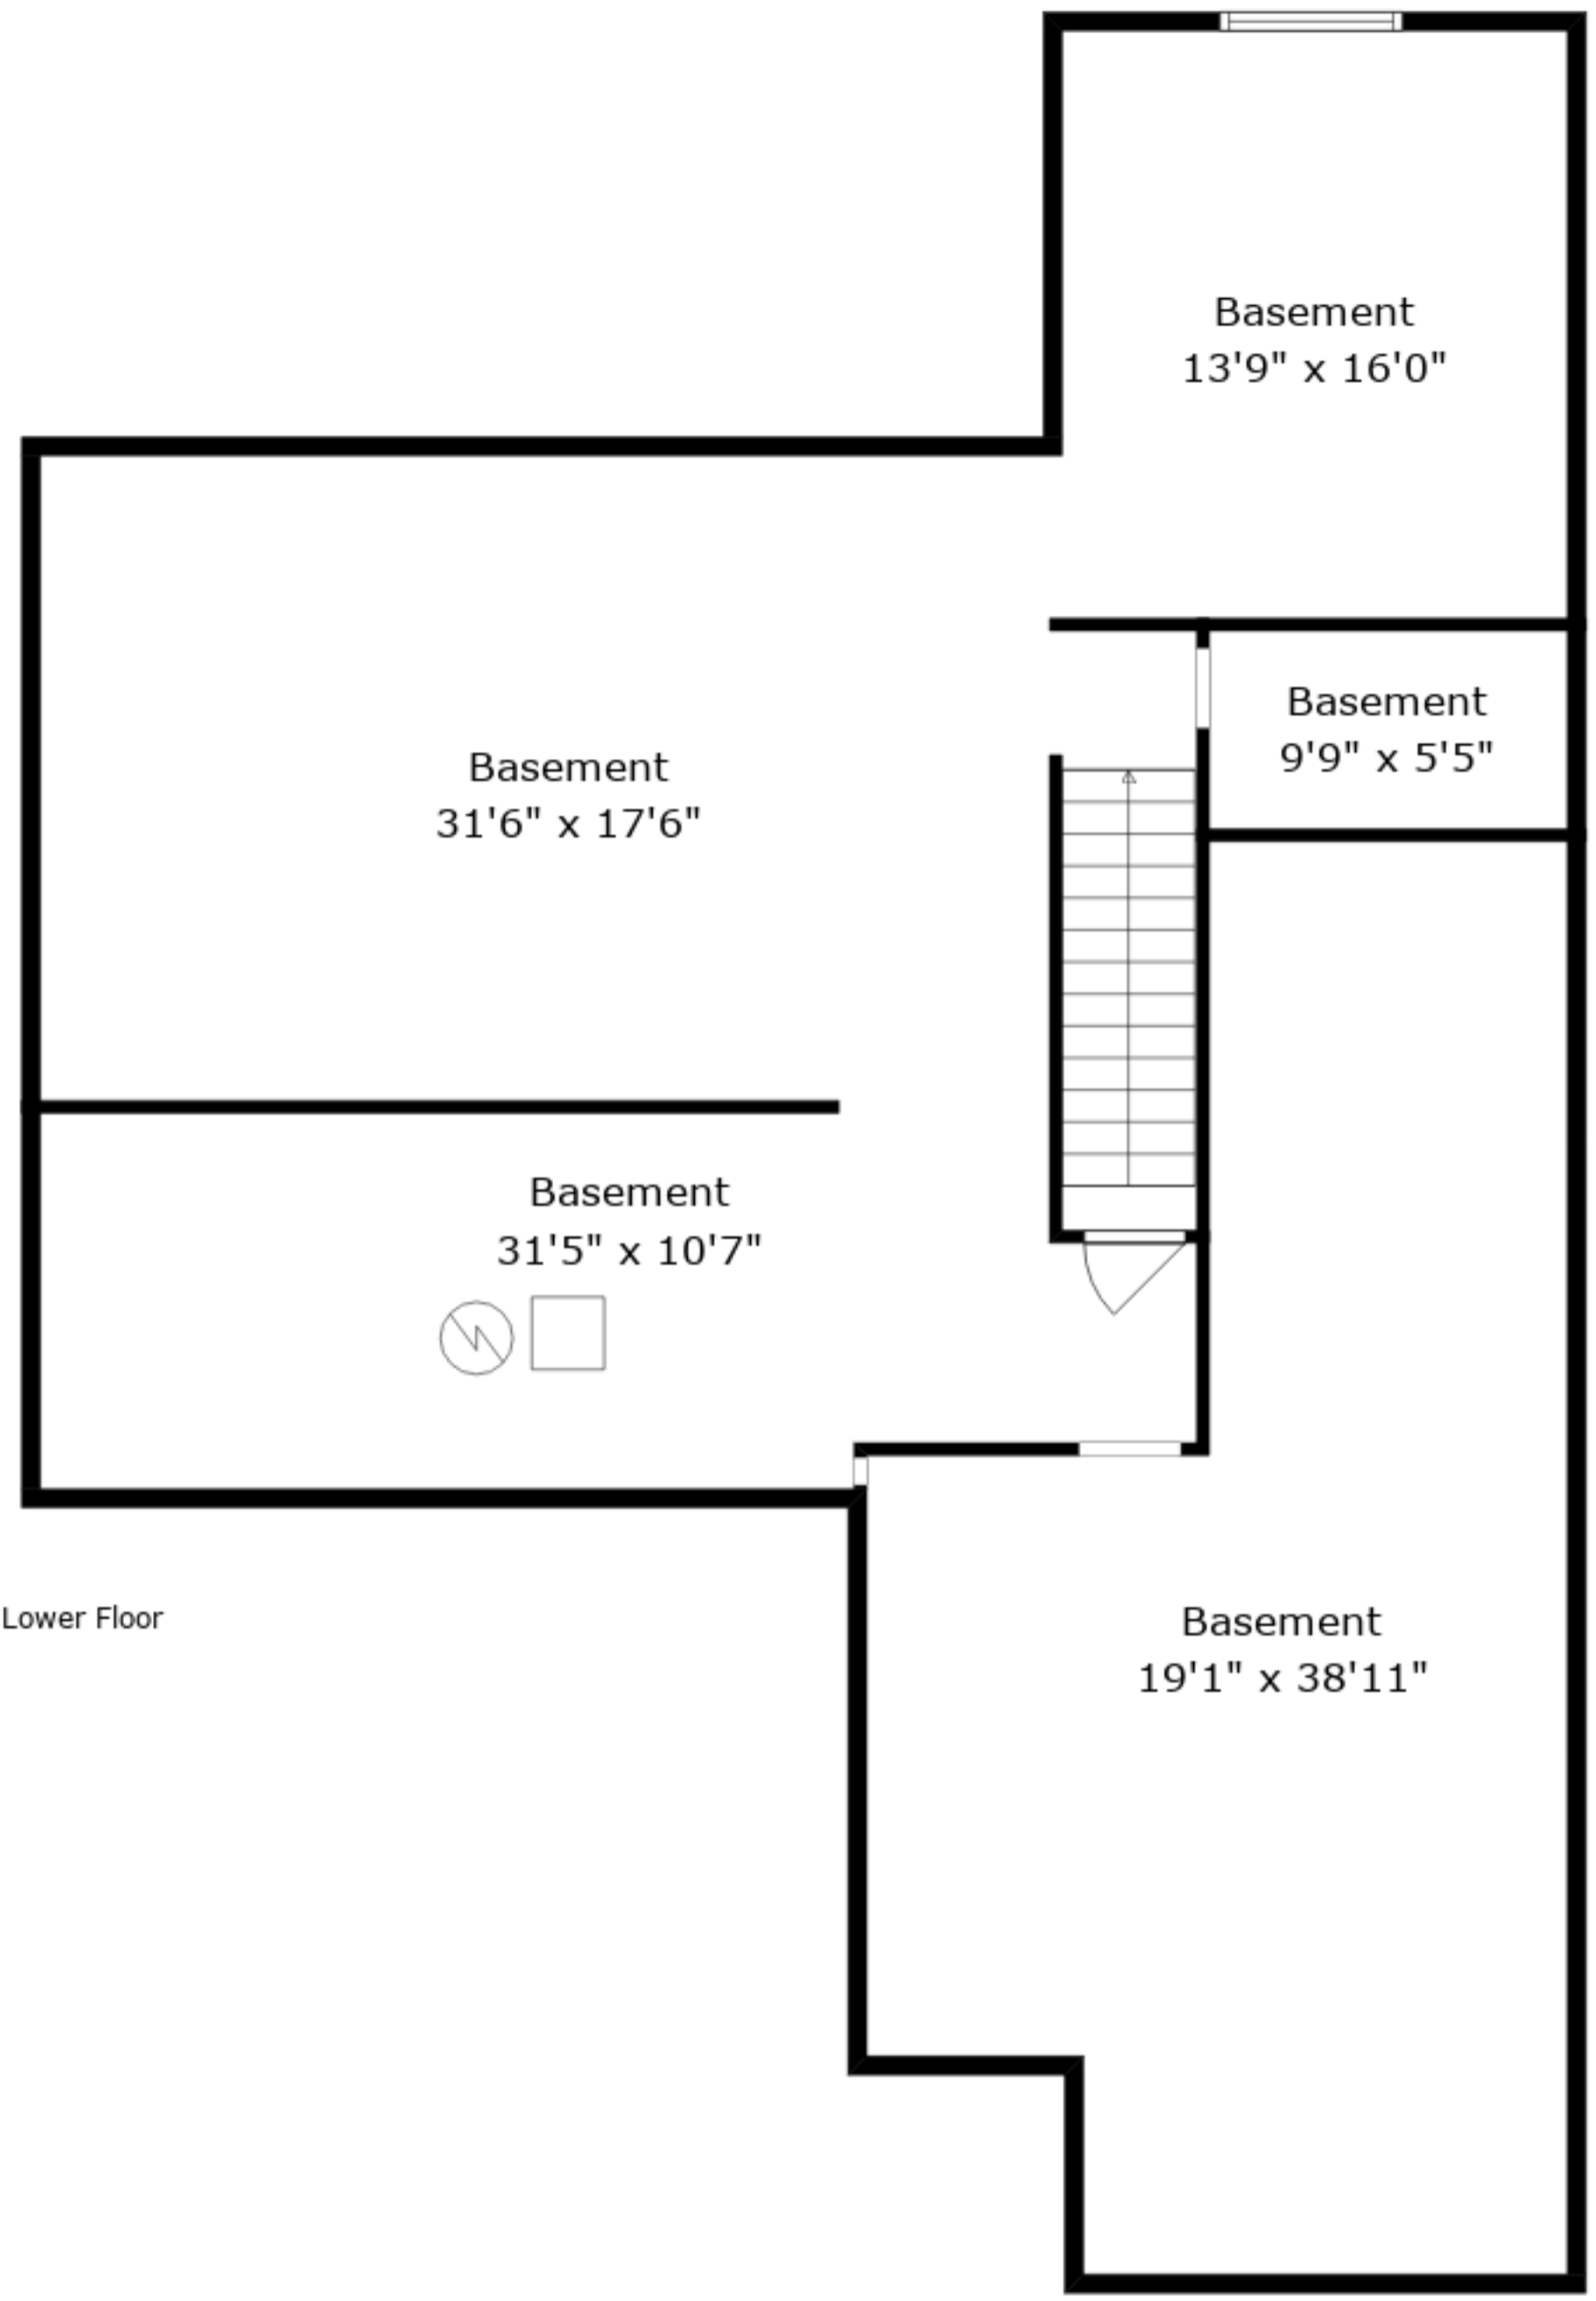 Basement
13'9" x 16'0"
Basement
9'9" x 5'5"
Basement
31'6" x 17'6"
Basement
31'5" x 10'7"
Lower Floor
Basement
19'1" x 38'11"